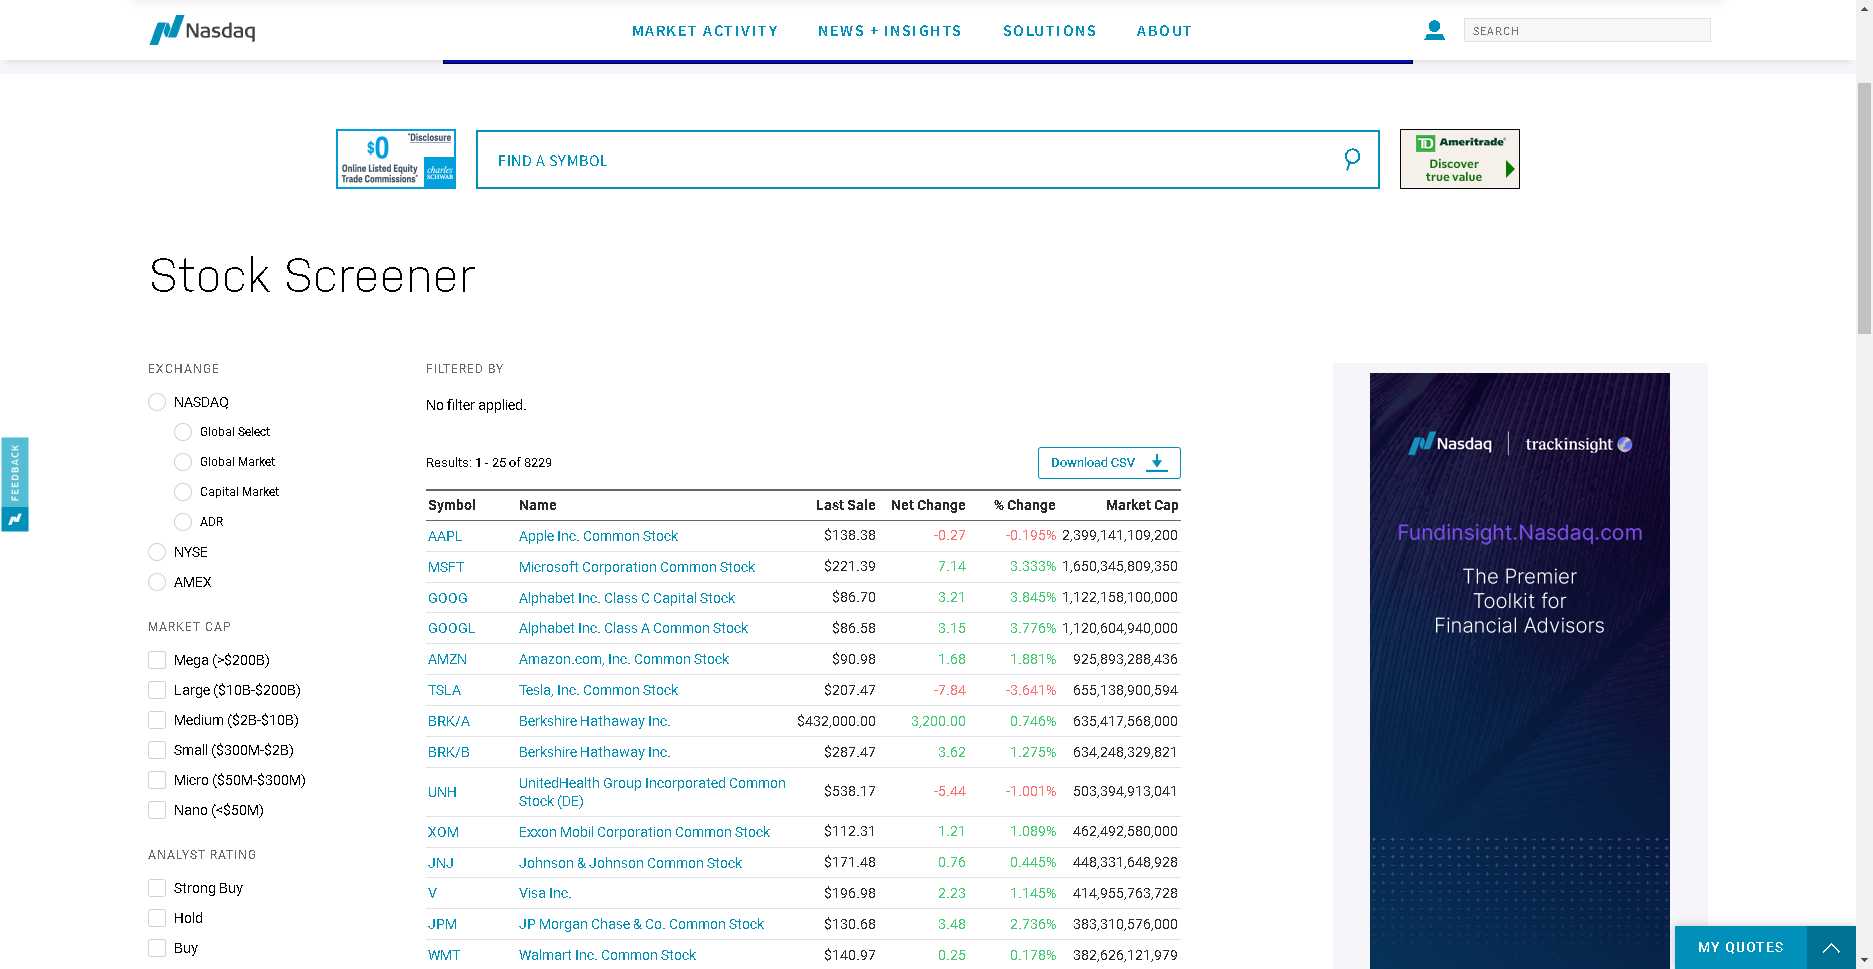 Nasdaq
MARKET ACTIVITY NEWS + INSIGHTS SOLUTIONS ABOUT
SEARCH
*Disclosure
$0
Online Listed Equity
Trade Commissions*
charles
SCHWAB
FIND A SYMBOL
TD Ameritrade
Discover
true value
Stock Screener
EXCHANGE
NASDAQ
Global Select
Global Market
Capital Market
ADR
NYSE
AMEX
MARKET CAP
Mega (>$200B)
Large ($10B-$200B)
Medium ($2B-$10B)
Small ($300M-$2B)
Micro ($50M-$300M)
Nano (<$50M)
ANALYST RATING
Strong Buy
Hold
Buy
FEEDBACK
FILTERED BY
No filter applied.
Results: 1 - 25 of 8229
Download CSV
Symbol Name Last Sale Net Change % Change Market Cap
AAPL Apple Inc. Common Stock $138.38 -0.27 -0.195% 2,399,141,109,200
MSFT Microsoft Corporation Common Stock $221.39 7.14 3.333% 1,650,345,809,350
GOOG Alphabet Inc. Class C Capital Stock $86.70 3.21 3.845% 1,122,158,100,000
GOOGL Alphabet Inc. Class A Common Stock $86.58 3.15 3.776% 1,120,604,940,000
AMZN Amazon.com, Inc. Common Stock $90.98 1.68 1.881% 925,893,288,436
TSLA Tesla, Inc. Common Stock $207.47 -7.84 -3.641% 655,138,900,594
BRK/A Berkshire Hathaway Inc. $432,000.00 3,200.00 0.746% 635,417,568,000
BRK/B Berkshire Hathaway Inc. $287.47 3.62 1.275% 634,248,329,821
UNH UnitedHealth Group Incorporated Common
Stock (DE) $538.17 -5.44 -1.001% 503,394,913,041
XOM Exxon Mobil Corporation Common Stock $112.31 1.21 1.089% 462,492,580,000
JNJ Johnson & Johnson Common Stock $171.48 0.76 0.445% 448,331,648,928
V Visa Inc. $196.98 2.23 1.145% 414,955,763,728
JPM JP Morgan Chase & Co. Common Stock $130.68 3.48 2.736% 383,310,576,000
WMT Walmart Inc. Common Stock $140.97 0.25 0.178% 382,626,121,979
Nasdaq trackinsight
Fundinsight.Nasdaq.com
The Premier
Toolkit for
Financial Advisors
MY QUOTES